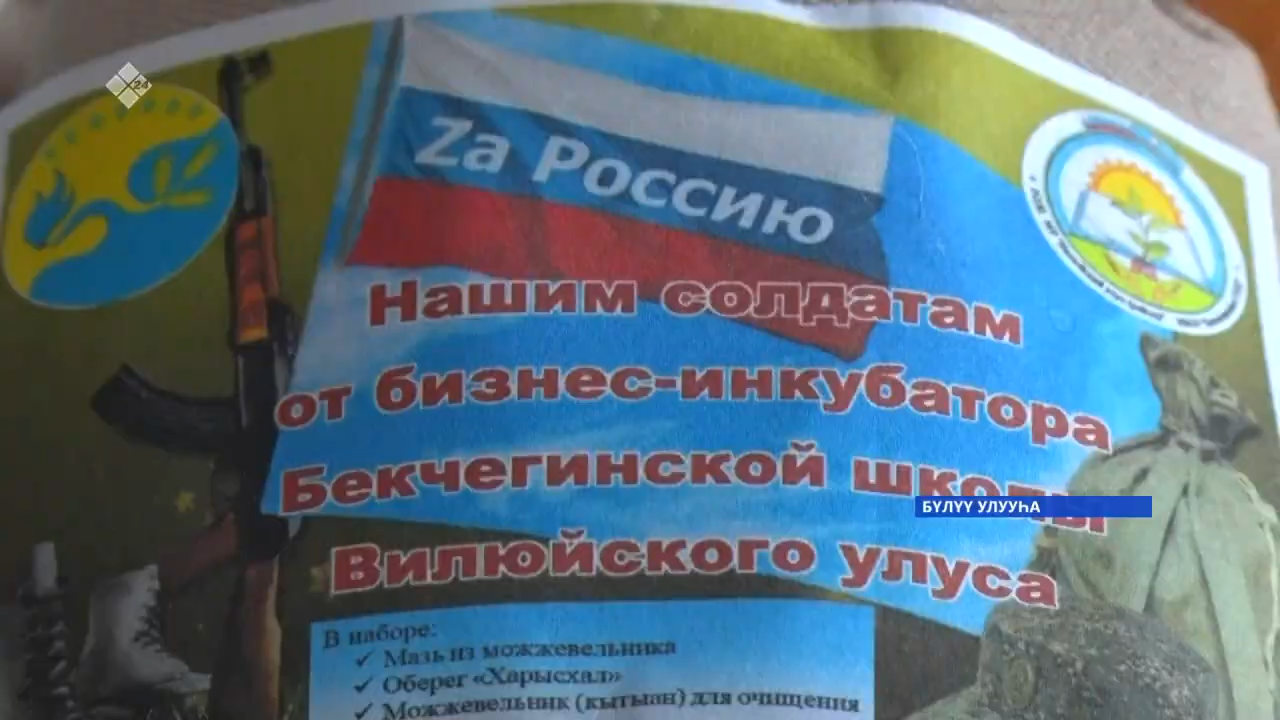 24
Zа Россию
Нашим солдатам
от бизнес-инкубатора
Бекчегинской школы
БҮЛҮҮ УЛУУҺА
Вилюйского улуса
В наборе:
✓ Мазь из можжевельника
✓ Оберег «Харысхал»
✓ Можжевельник (кытыан) для очищения